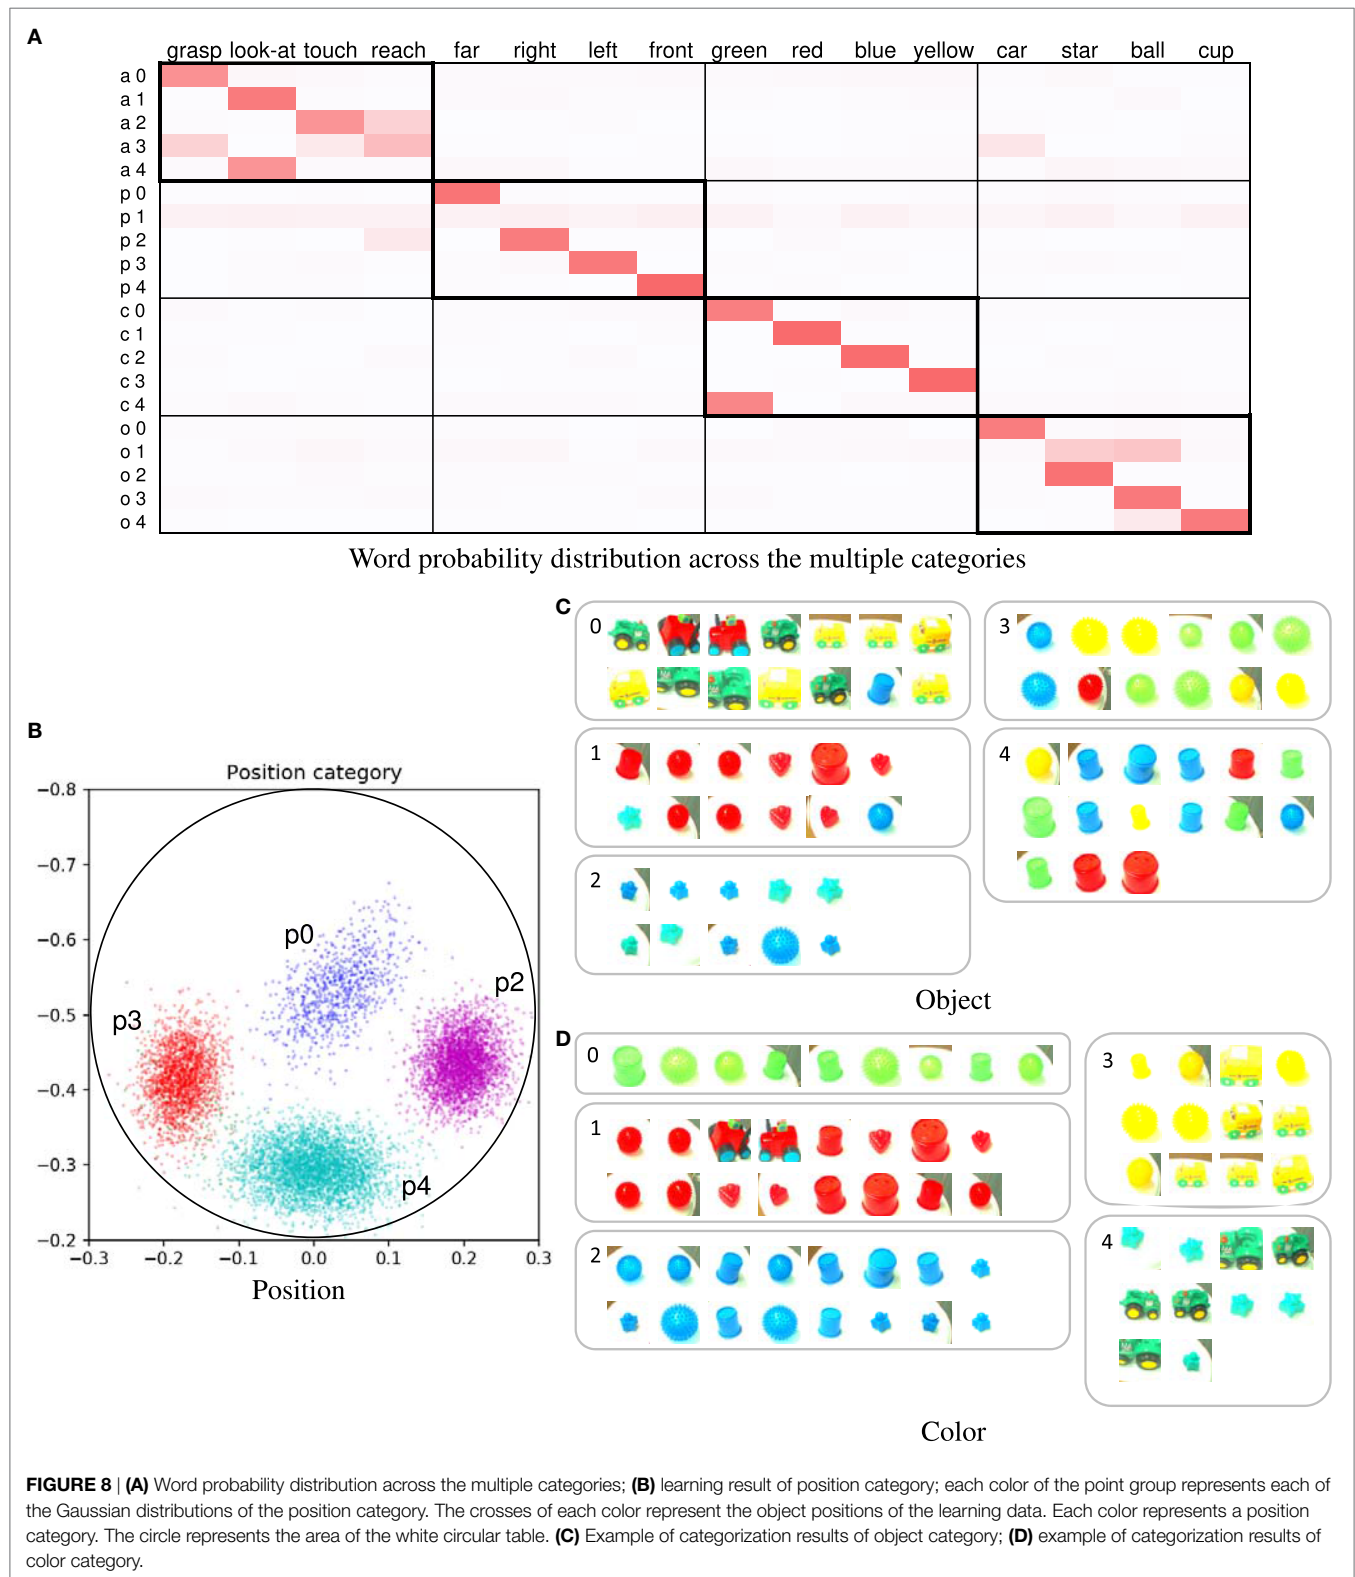 A
grasp look-at touch reach far right left front green red blue yellow car star ball cup
a 0
a 1
a 2
a 3
a 4
p 0
p 1
p 2
p 3
p 4
c 0
c 1
c 2
c 3
c 4
o 0
o 1
o 2
o 3
o 4
Word probability distribution across the multiple categories
B
Position category
−0.8
−0.7
−0.6
−0.5
−0.4
−0.3
−0.2
p0
p2
p3
p4
−0.3 −0.2 −0.1 0.0 0.1 0.2 0.3
Position
C
0
1
2
3
4
Object
D
0
1
2
3
4
Color
FIGURE 8 | (A) Word probability distribution across the multiple categories; (B) learning result of position category; each color of the point group represents each of
the Gaussian distributions of the position category. The crosses of each color represent the object positions of the learning data. Each color represents a position
category. The circle represents the area of the white circular table. (C) Example of categorization results of object category; (D) example of categorization results of
color category.